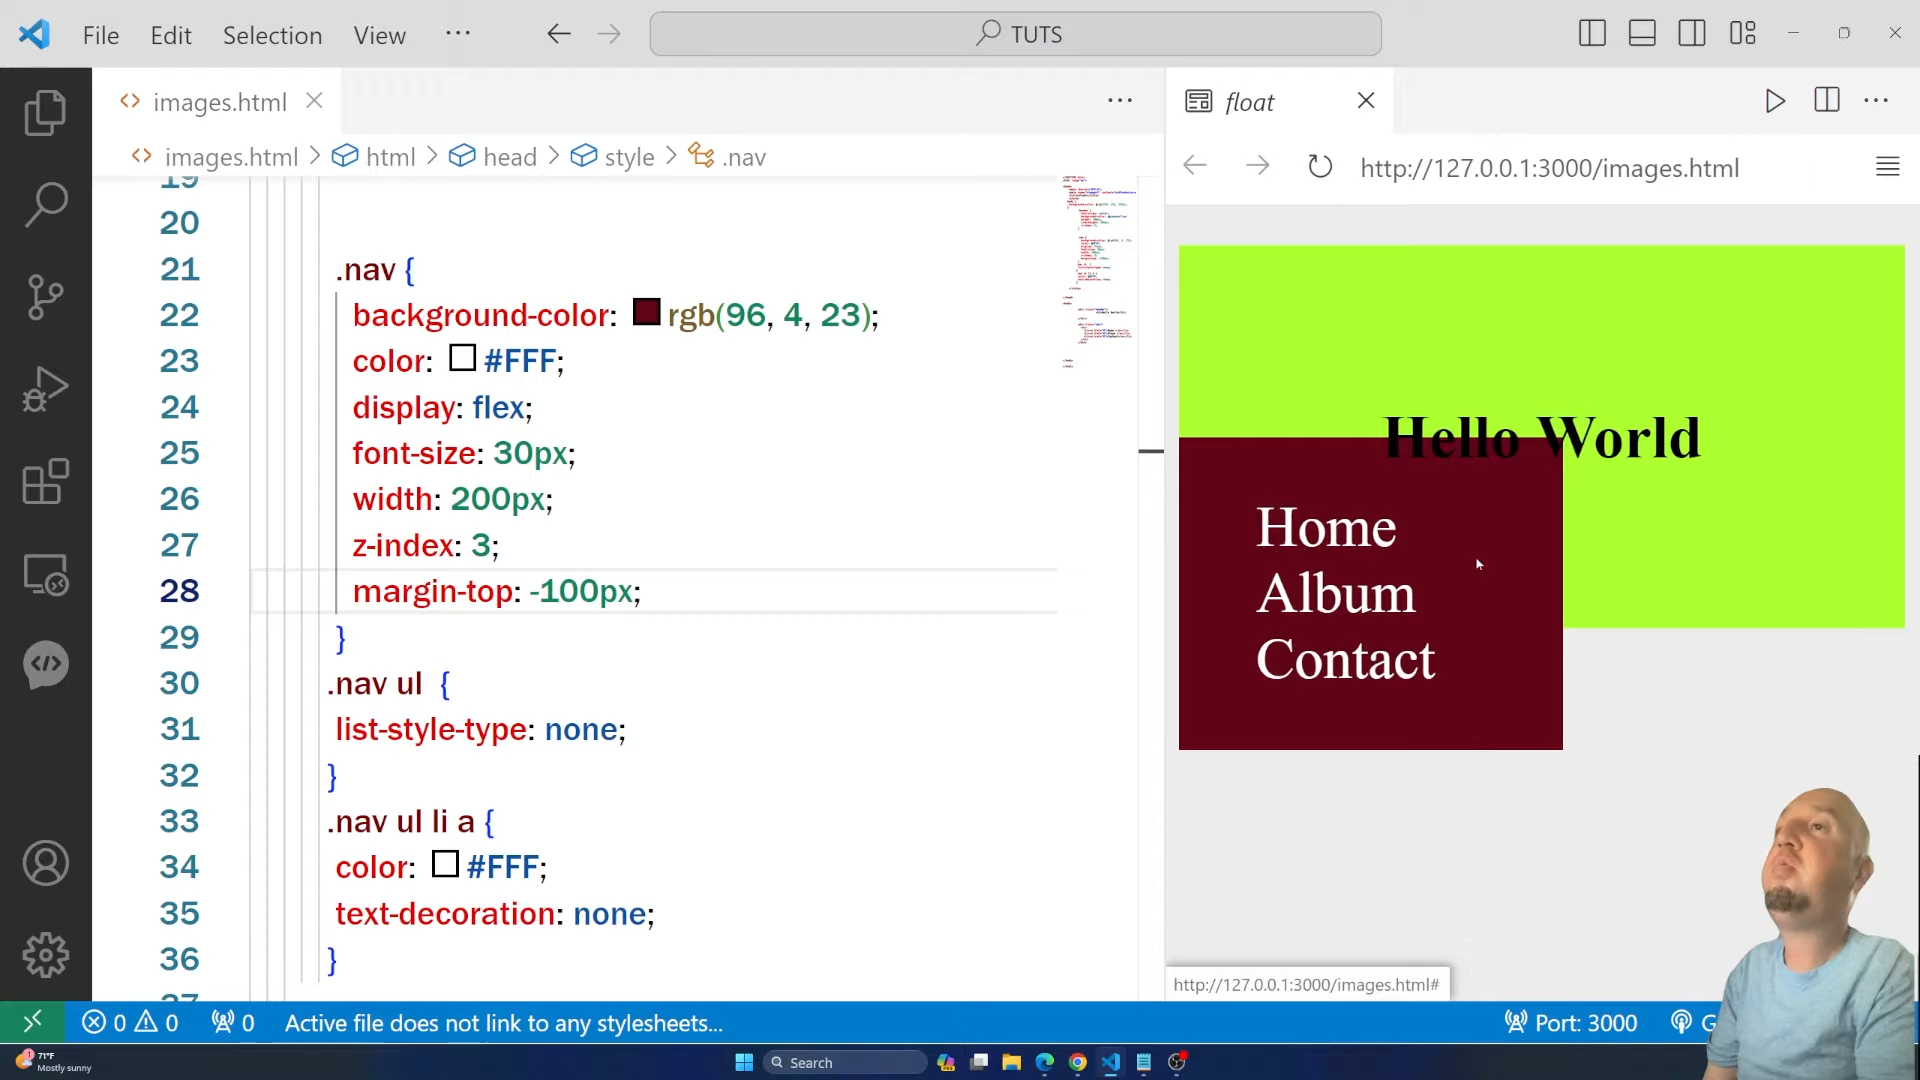 File Edit Selection View ... TUTS
images.html
float
images.html > html > head > style > .nav
http://127.0.0.1:3000/images.html
19
20
21 .nav {
22 background-color: rgb(96, 4, 23);
23 color: #FFF;
24 display: flex;
25 font-size: 30px;
26 width: 200px;
27 z-index: 3;
28 margin-top: -100px;
29 }
30 .nav ul {
31 list-style-type: none;
32 }
33 .nav ul li a {
34 color: #FFF;
35 text-decoration: none;
36 }
37
Hello World
Home
Album
Contact
http://127.0.0.1:3000/images.html#
0 0 0 Active file does not link to any stylesheets... Port: 3000
71°F
Mostly sunny
Search